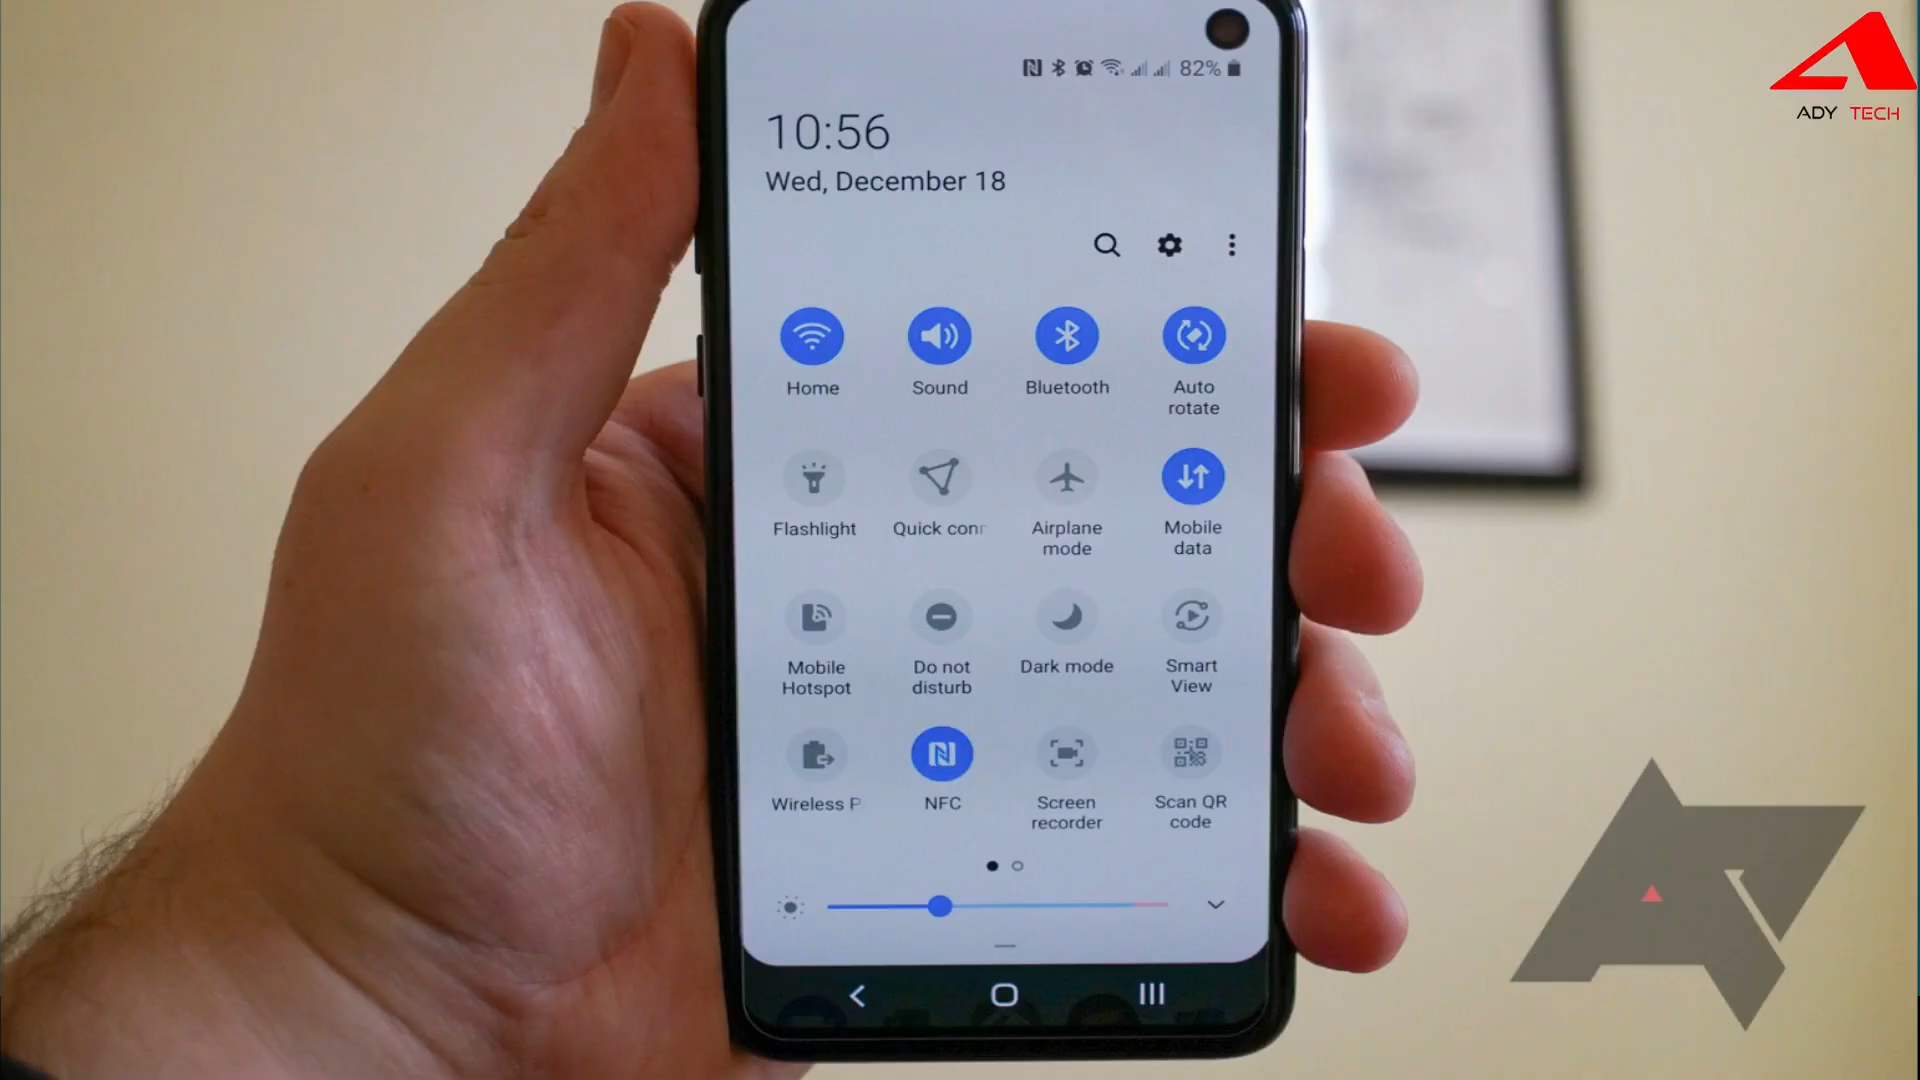 ADY TECH
82%
10:56
Wed, December 18
Home
Sound
Bluetooth
Auto
rotate
Flashlight
Quick conr
Airplane
mode
Mobile
data
Mobile
Hotspot
Do not
disturb
Dark mode
Smart
View
Wireless P
NFC
Screen
recorder
Scan QR
code